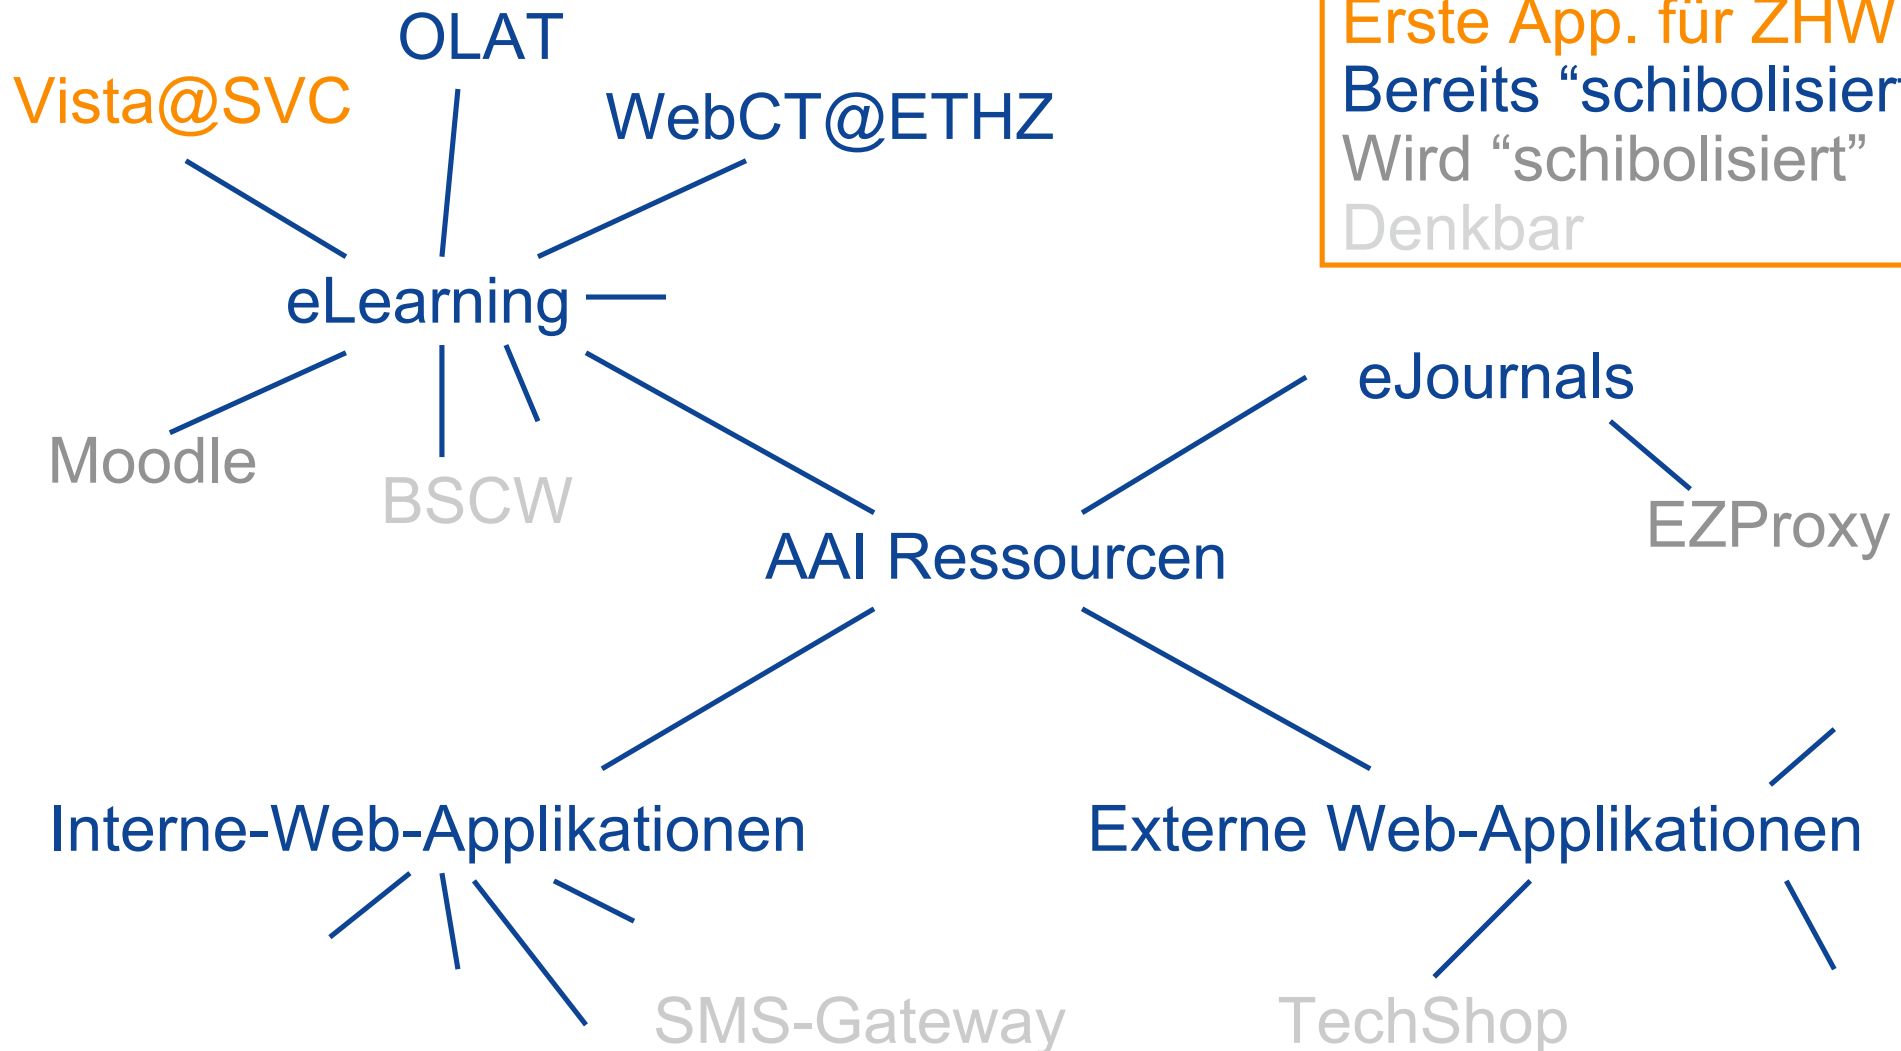 OLAT
Vista@SVC
WebCT@ETHZ
Erste App. für ZHW
Bereits “schibolisiert
Wird “schibolisiert”
Denkbar
eLearning
eJournals
Moodle
BSCW
EZProxy
AAI Ressourcen
Interne-Web-Applikationen
Externe Web-Applikationen
SMS-Gateway
TechShop